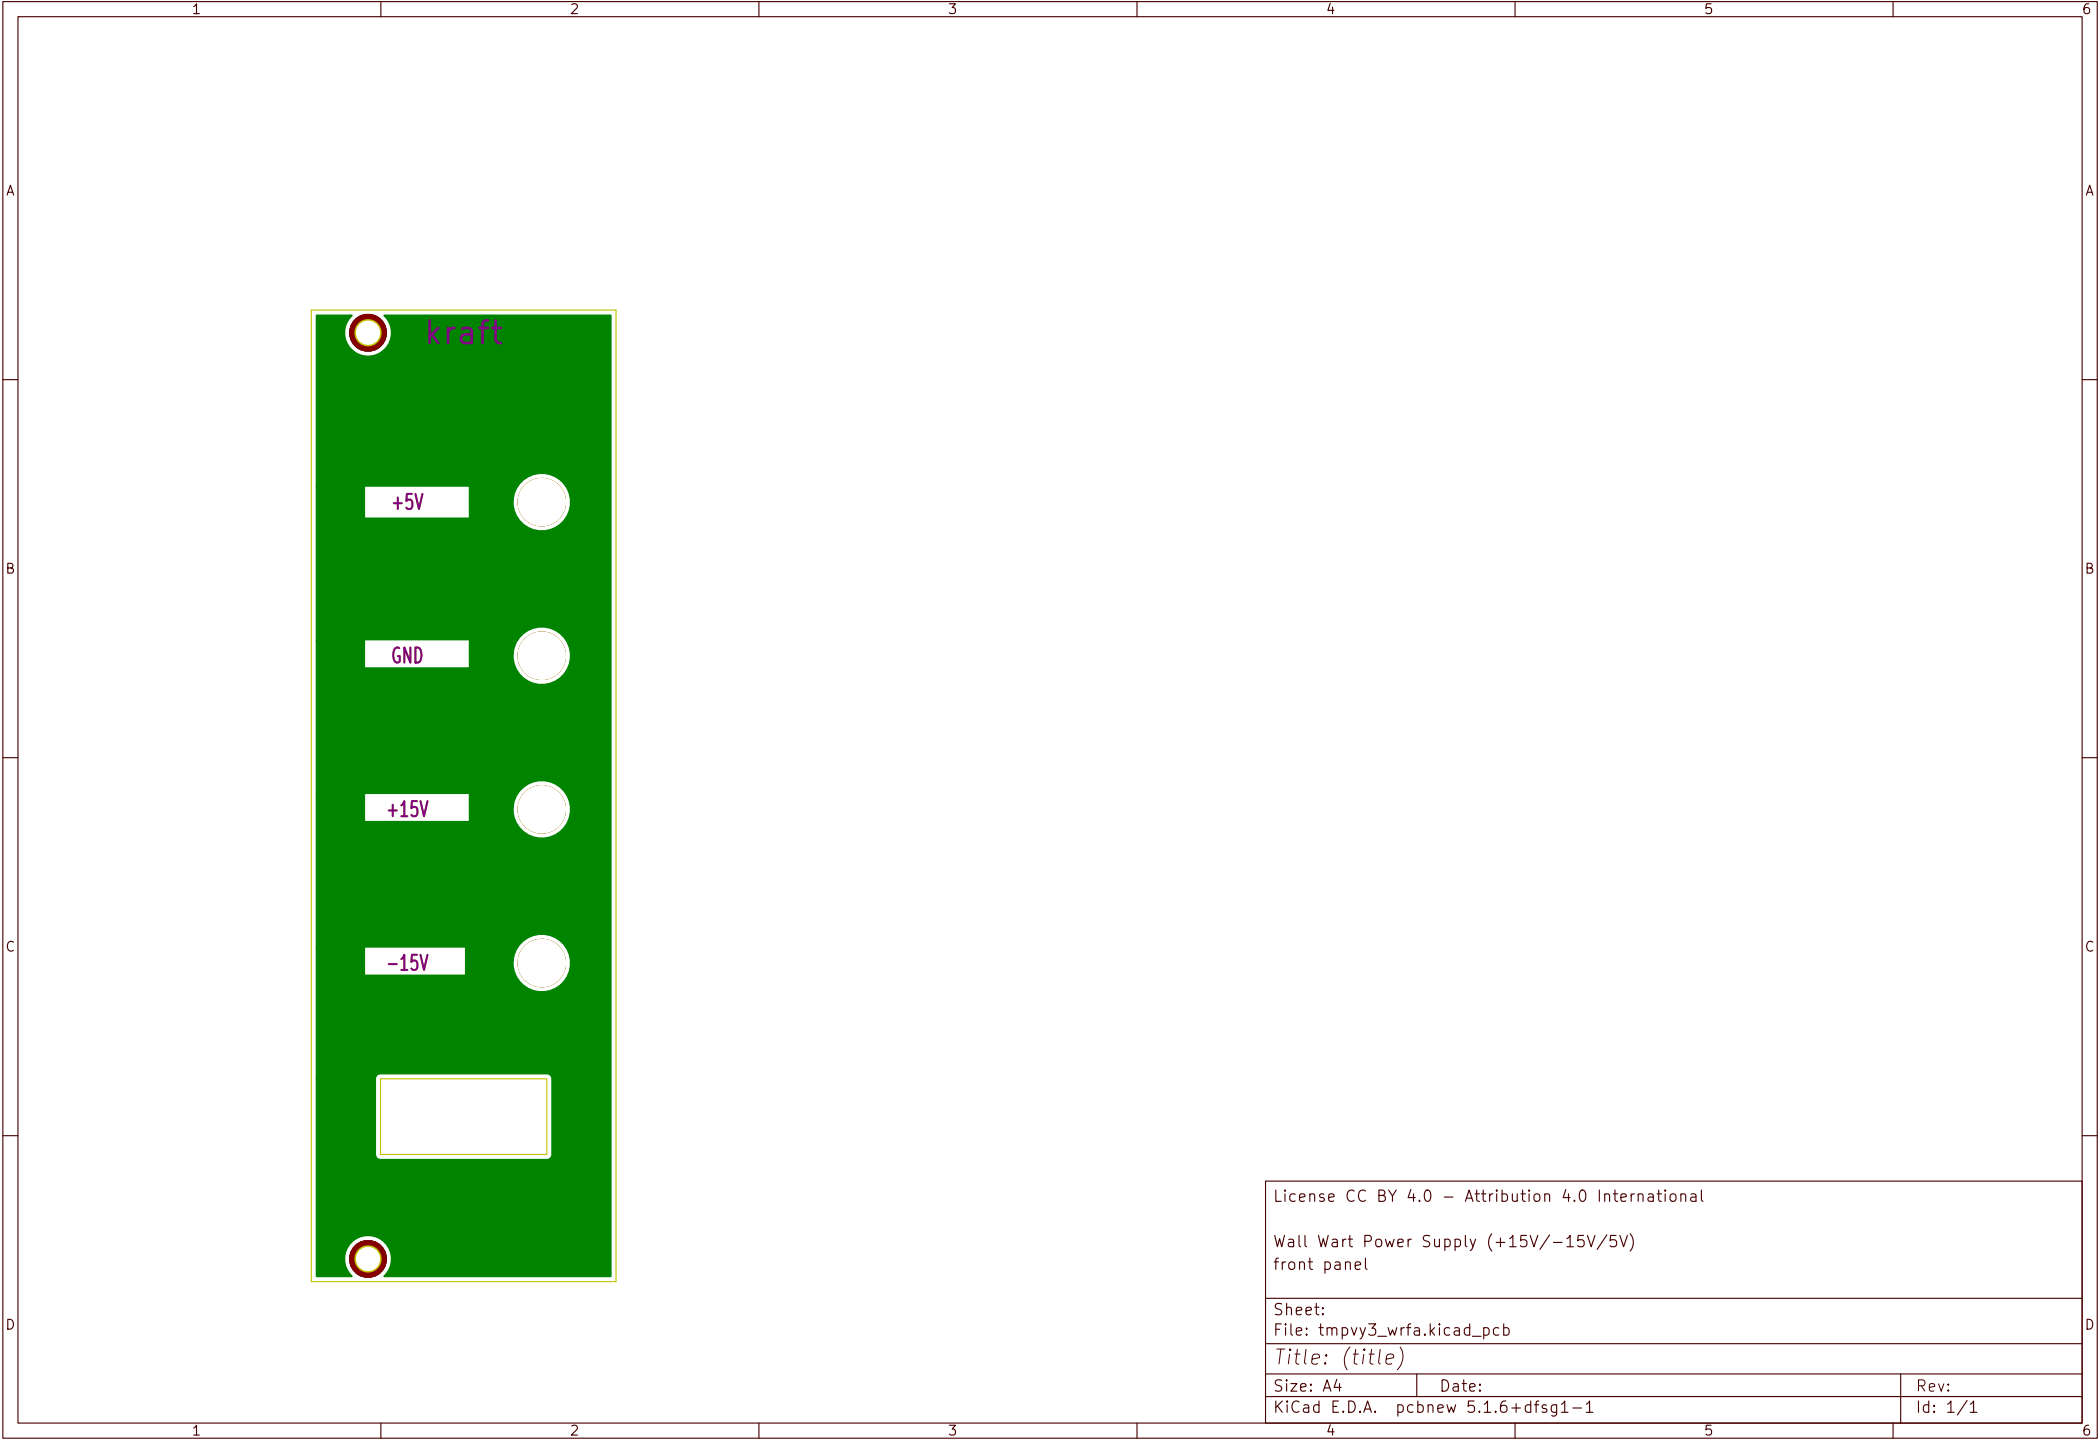 1 2 3 4 5 6
A A
kraft
+5V
B B
GND
+15V
C C
-15V
License CC BY 4.0 - Attribution 4.0 International
Wall Wart Power Supply (+15V/-15V/5V)
front panel
Sheet:
File: tmpvy3_wrfa.kicad_pcb
D D
Title: (title)
Size: A4 Date: Rev:
KiCad E.D.A. pcbnew 5.1.6+dfsg1-1 Id: 1/1
1 2 3 4 5 6